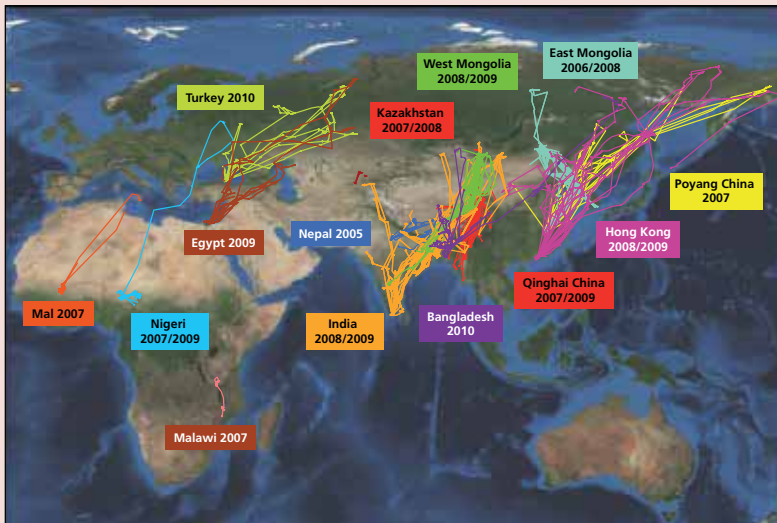 West Mongolia
2008/2009
East Mongolia
2006/2008
Turkey 2010
Kazakhstan
2007/2008
Poyang China
2007
Egypt 2009
Nepal 2005
Hong Kong
2008/2009
Qinghai China
2007/2009
Mal 2007
Nigeri
2007/2009
India
2008/2009
Bangladesh
2010
Malawi 2007